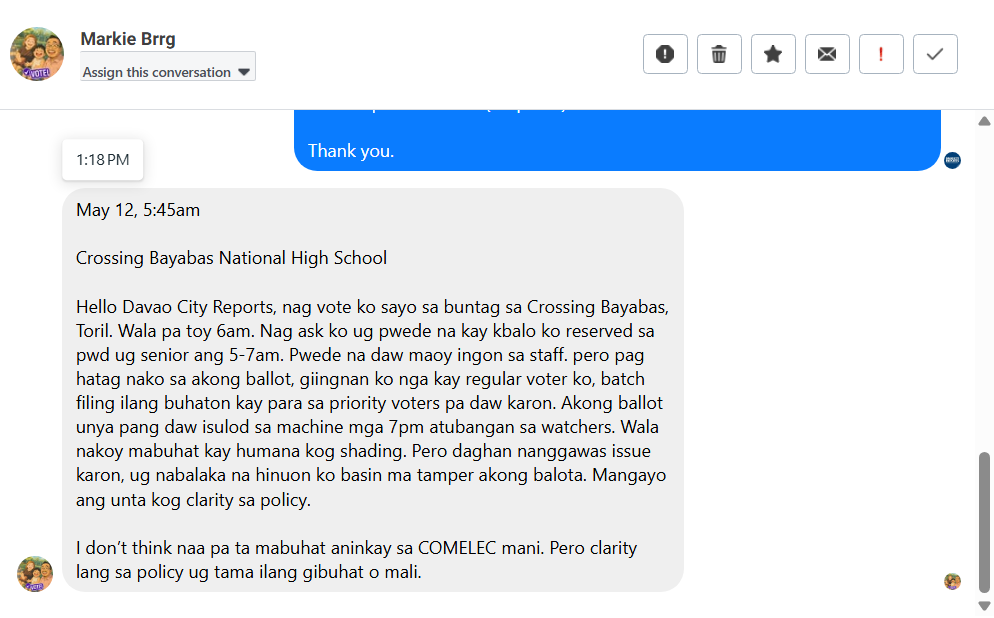 Markie Brrg
Assign this conversation
Thank you.
1:18 PM
May 12, 5:45am
Crossing Bayabas National High School
Hello Davao City Reports, nag vote ko sayo sa buntag sa Crossing Bayabas,
Toril. Wala pa toy 6am. Nag ask ko ug pwede na kay kbalo ko reserved sa
pwd ug senior ang 5-7am. Pwede na daw maoy ingon sa staff. pero pag
hatag nako sa akong ballot, giingnan ko nga kay regular voter ko, batch
filing ilang buhaton kay para sa priority voters pa daw karon. Akong ballot
unya pang daw isulod sa machine mga 7pm atubangan sa watchers. Wala
nakoy mabuhat kay humana kog shading. Pero daghan nanggawas issue
karon, ug nabalaka na hinuon ko basin ma tamper akong balota. Mangayo
ang unta kog clarity sa policy.
I don't think naa pa ta mabuhat aninkay sa COMELEC mani. Pero clarity
lang sa policy ug tama ilang gibuhat o mali.